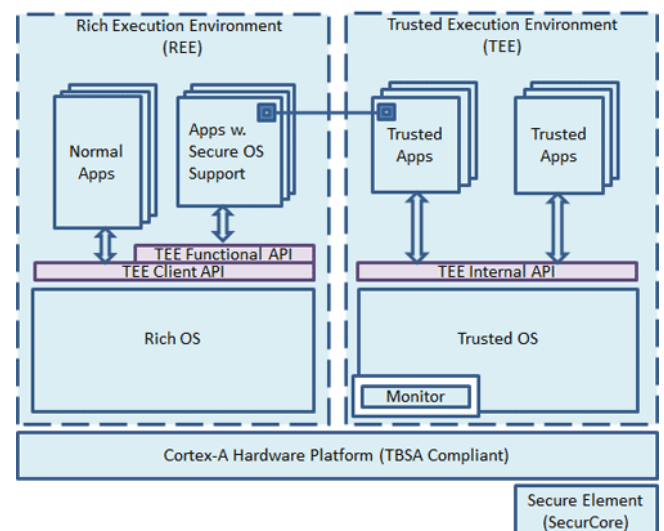 Rich Execution Environment
(REE)
Trusted Execution Environment
(TEE)
Normal
Apps
Apps w.
Secure OS
Support
Trusted
Apps
Trusted
Apps
TEE Functional API
TEE Client API
TEE Internal API
Rich OS
Trusted OS
Monitor
Cortex-A Hardware Platform (TBSA Compliant)
Secure Element
(SecurCore)